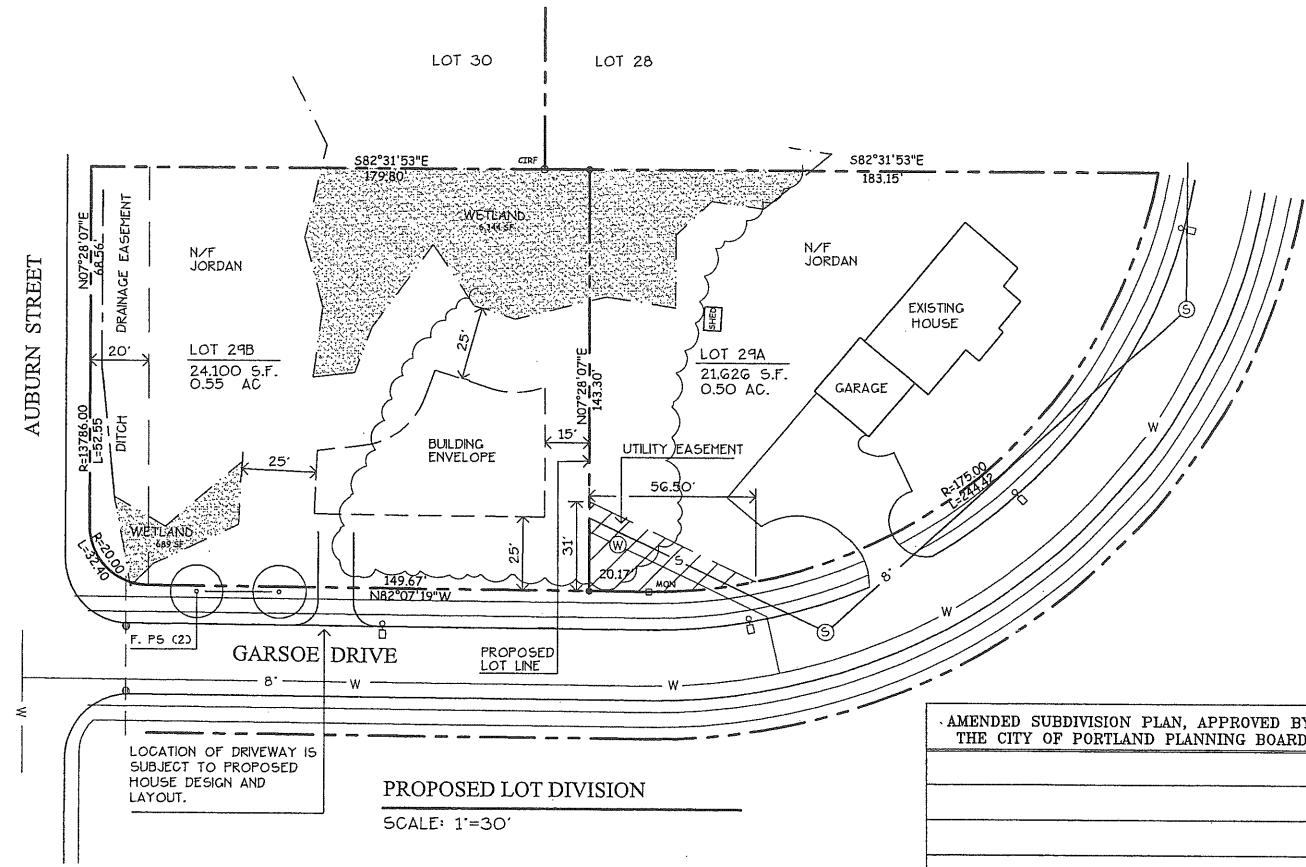 LOT 30
LOT 28
S82°31'53"E
179.80'
CIRF
S82°31'53"E
183.15'
AUBURN STREET
N07°28'07"E
68.56'
DRAINAGE EASEMENT
20'
R=13786.00
L=52.55
DITCH
N/F
JORDAN
LOT 29B
24,100 S.F.
0.55 AC
WETLAND
25'
N07°28'07"E
143.30'
N/F
JORDAN
SHED
EXISTING
HOUSE
GARAGE
LOT 29A
21,626 S.F.
0.50 AC.
BUILDING
ENVELOPE
15'
UTILITY EASEMENT
56.50'
25'
25'
31'
WETLAND
689 SF
R=20.00
L=32.40
149.67'
N82°07'19"W
W
20.17'
S
MON
R=175.00
L=244.42
S
S
8"
W
W
F. PS (2)
GARSOE DRIVE
PROPOSED
LOT LINE
8"
W
W
W
LOCATION OF DRIVEWAY IS
SUBJECT TO PROPOSED
HOUSE DESIGN AND
LAYOUT.
PROPOSED LOT DIVISION
SCALE: 1"=30'
AMENDED SUBDIVISION PLAN, APPROVED BY
THE CITY OF PORTLAND PLANNING BOARD